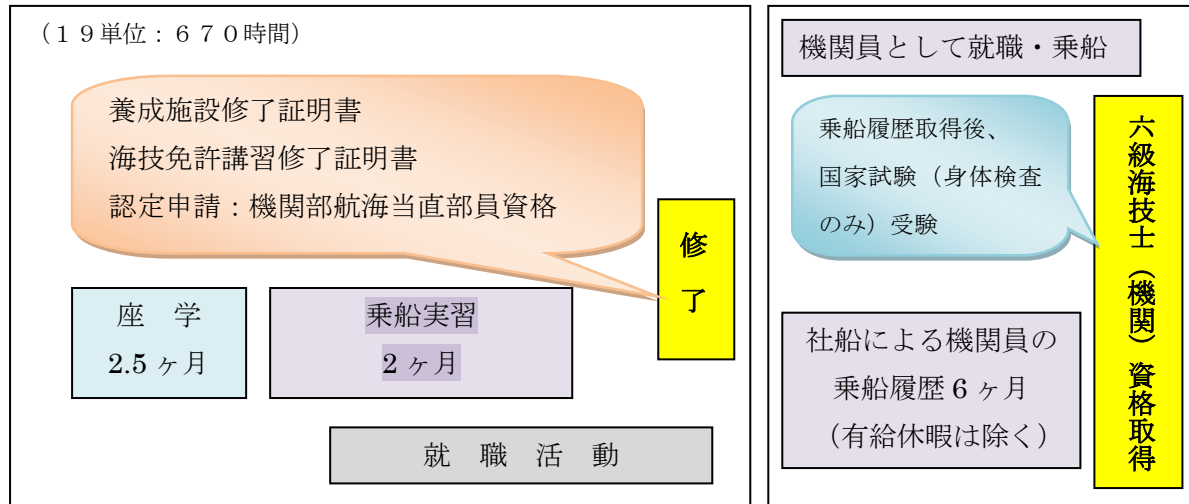 （１９単位：６７０時間）
養成施設修了証明書
海技免許講習修了証明書
認定申請：機関部航海当直部員資格
修了
座　学
2.5 ヶ月
乗船実習
2 ヶ月
就　職　活　動
機関員として就職・乗船
乗船履歴取得後、
国家試験（身体検査
のみ）受験
社船による機関員の
乗船履歴 6 ヶ月
（有給休暇は除く）
六級海技士（機関）資格取得